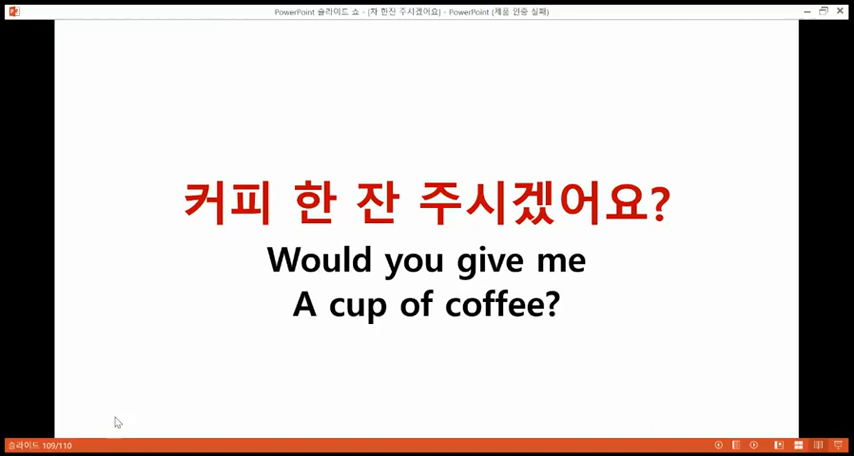 PowerPoint 슬라이드 쇼 - [차 한잔 주시겠어요] - PowerPoint (제품 인증 실패)
커피 한 잔 주시겠어요?
Would you give me
A cup of coffee?
슬라이드 109/110